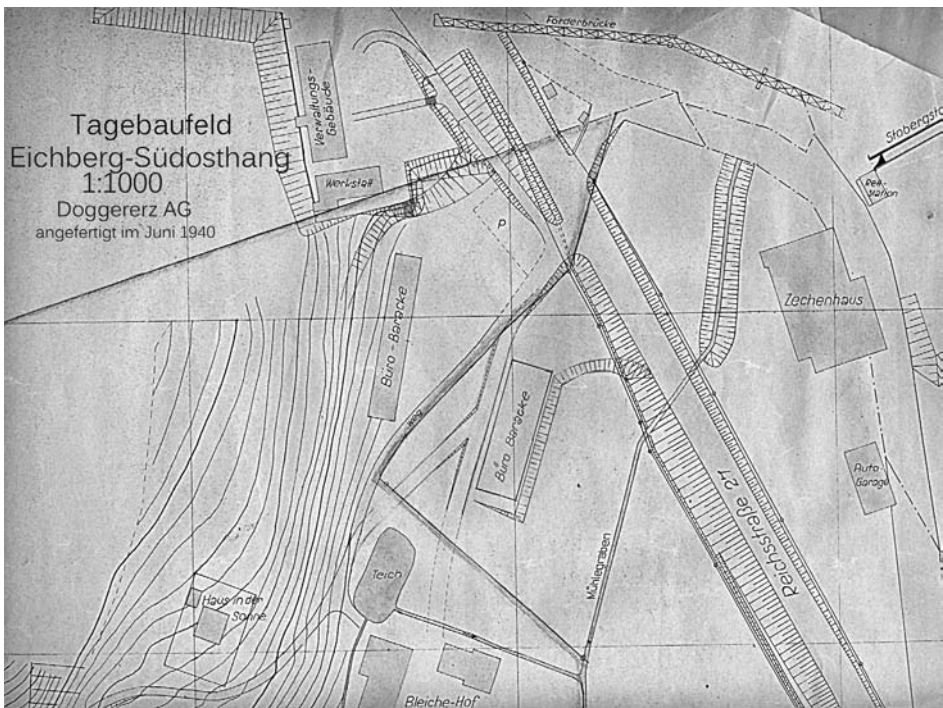 Förderbrücke
Verwaltungs-
Gebäude
Tagebaufeld
Eichberg-Südosthang
1:1000
Doggererz AG
angefertigt im Juni 1940
Werkstatt
P
station
Zechenhaus
Büro-Baracke
Weg
Büro Baracke
Reichsstraße 27
Auto
Garage
Mühlegraben
Teich
Haus in der
Sonne
Bleiche-Hof